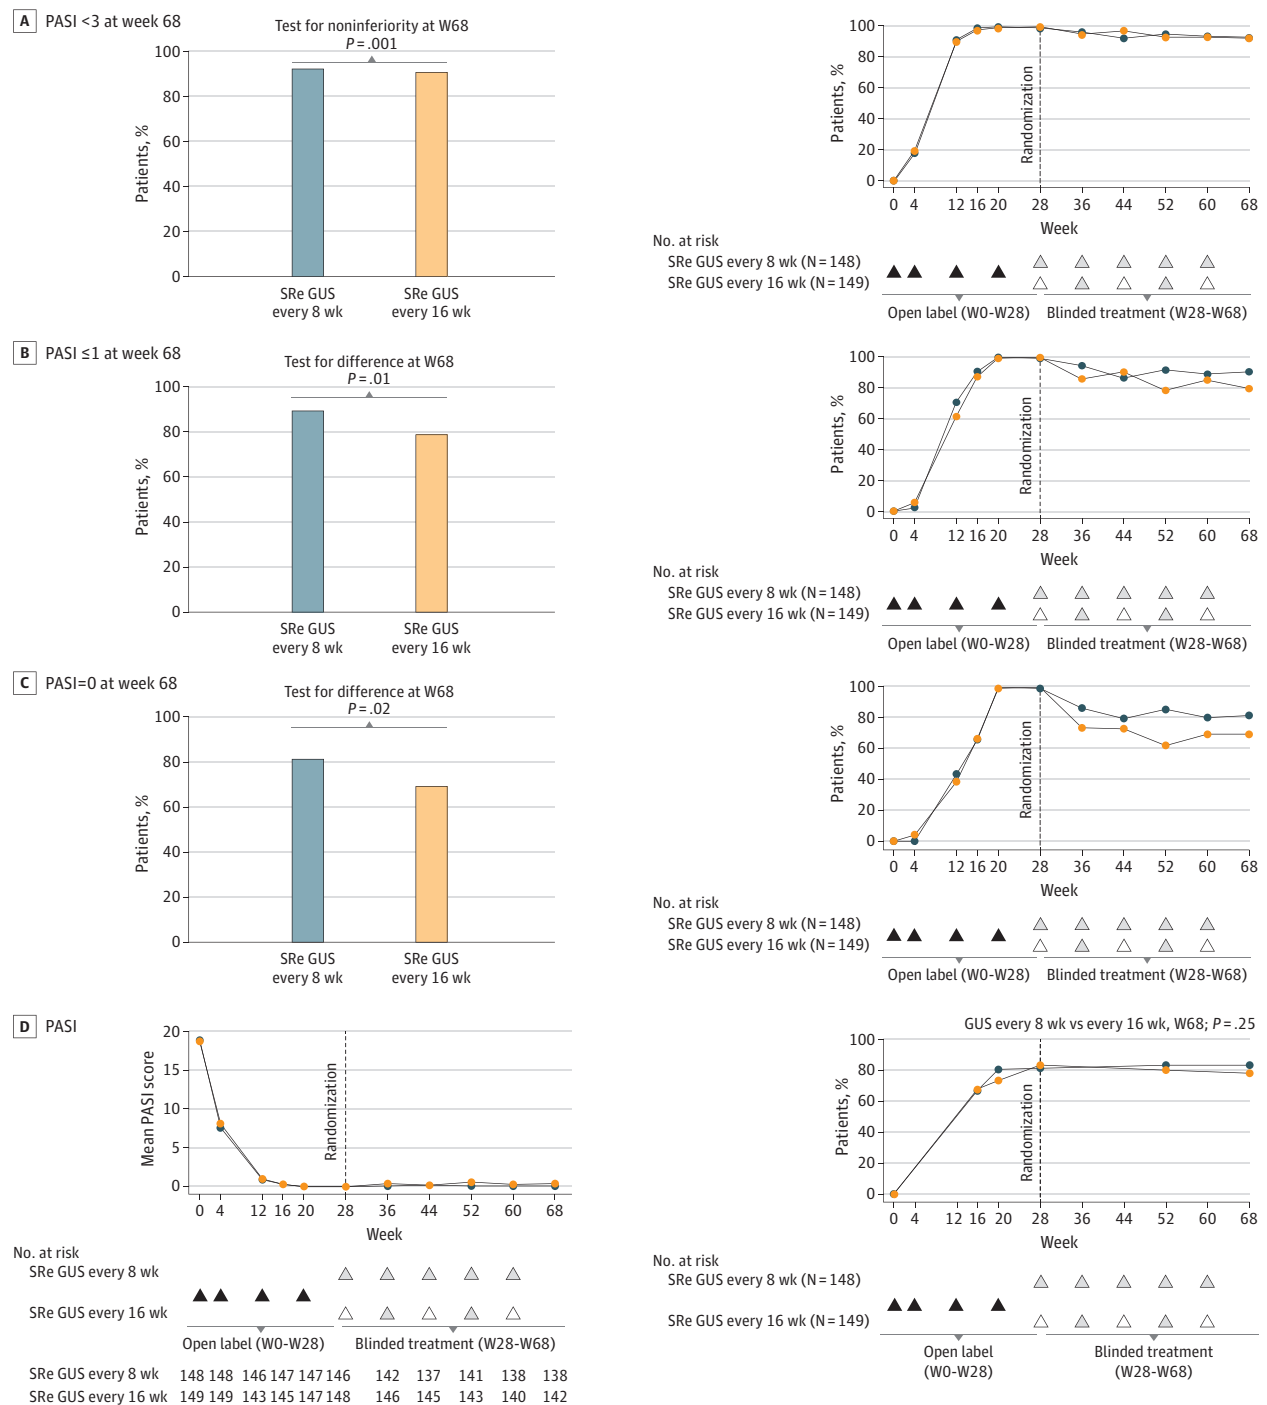 A PASI <3 at week 68
Test for noninferiority at W68
P = .001
100
80
60
40
20
0
Patients, %
SRe GUS every 8 wk
SRe GUS every 16 wk
100
80
60
40
20
0
Patients, %
Randomization
0 4 12 16 20 28 36 44 52 60 68
Week
No. at risk
SRe GUS every 8 wk (N = 148)
SRe GUS every 16 wk (N = 149)
Open label (W0-W28) Blinded treatment (W28-W68)
B PASI ≤1 at week 68
Test for difference at W68
P = .01
100
80
60
40
20
0
Patients, %
SRe GUS every 8 wk
SRe GUS every 16 wk
100
80
60
40
20
0
Patients, %
Randomization
0 4 12 16 20 28 36 44 52 60 68
Week
No. at risk
SRe GUS every 8 wk (N = 148)
SRe GUS every 16 wk (N = 149)
Open label (W0-W28) Blinded treatment (W28-W68)
C PASI=0 at week 68
Test for difference at W68
P = .02
100
80
60
40
20
0
Patients, %
SRe GUS every 8 wk
SRe GUS every 16 wk
100
80
60
40
20
0
Patients, %
Randomization
0 4 12 16 20 28 36 44 52 60 68
Week
No. at risk
SRe GUS every 8 wk (N = 148)
SRe GUS every 16 wk (N = 149)
Open label (W0-W28) Blinded treatment (W28-W68)
D PASI
20
15
10
5
0
Mean PASI score
Randomization
0 4 12 16 20 28 36 44 52 60 68
Week
No. at risk
SRe GUS every 8 wk
SRe GUS every 16 wk
Open label (W0-W28) Blinded treatment (W28-W68)
SRe GUS every 8 wk 148 148 146 147 147 146 142 137 141 138 138
SRe GUS every 16 wk 149 149 143 145 147 148 146 145 143 140 142
GUS every 8 wk vs every 16 wk, W68; P = .25
100
80
60
40
20
0
Patients, %
Randomization
0 4 12 16 20 28 36 44 52 60 68
Week
No. at risk
SRe GUS every 8 wk (N = 148)
SRe GUS every 16 wk (N = 149)
Open label (W0-W28)
Blinded treatment (W28-W68)